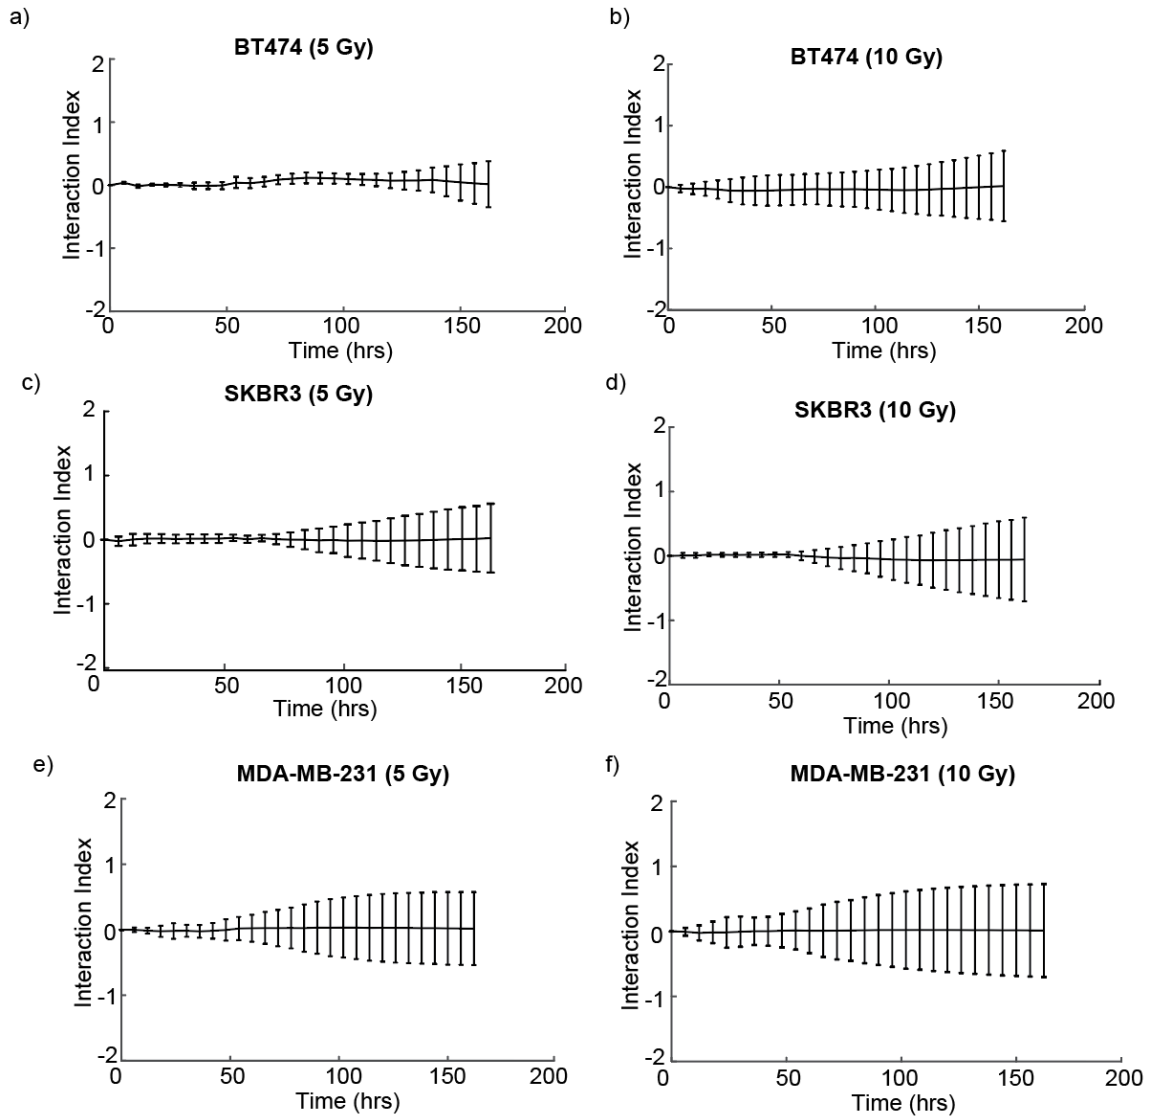 a)
BT474 (5 Gy)
Interaction Index
2
1
0
-1
-2
0 50 100 150 200
Time (hrs)
b)
BT474 (10 Gy)
Interaction Index
2
1
0
-1
-2
0 50 100 150 200
Time (hrs)
c)
SKBR3 (5 Gy)
Interaction Index
2
1
0
-1
-2
0 50 100 150 200
Time (hrs)
d)
SKBR3 (10 Gy)
Interaction Index
2
1
0
-1
-2
0 50 100 150 200
Time (hrs)
e)
MDA-MB-231 (5 Gy)
Interaction Index
2
1
0
-1
-2
0 50 100 150 200
Time (hrs)
f)
MDA-MB-231 (10 Gy)
Interaction Index
2
1
0
-1
-2
0 50 100 150 200
Time (hrs)